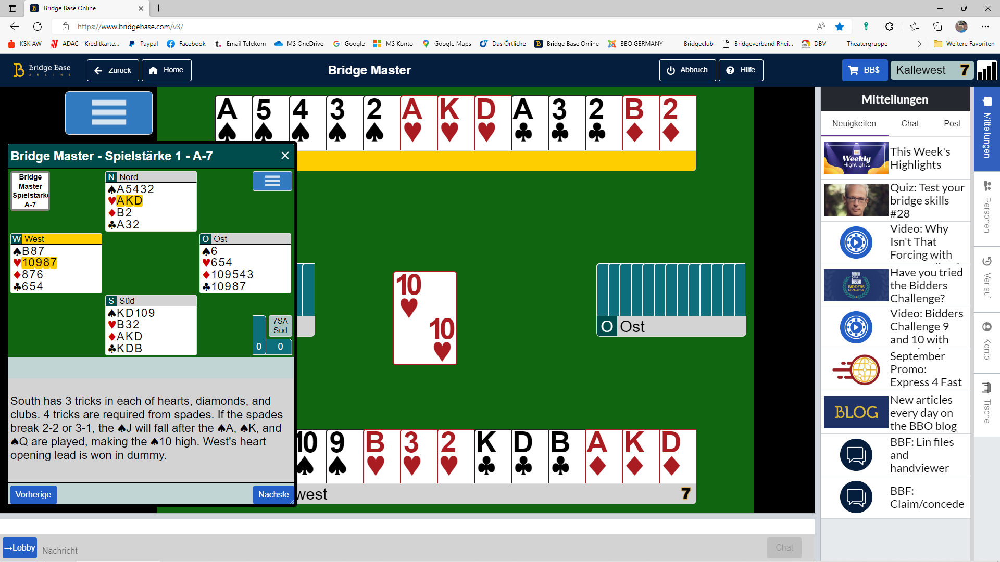 Bridge Base Online
https://www.bridgebase.com/v3/
KSK AW
ADAC - Kreditkarte...
Paypal
Facebook
Email Telekom
MS OneDrive
Google
MS Konto
Google Maps
Das Örtliche
Bridge Base Online
BBO GERMANY
Bridgeclub
Bridgeverband Rhei...
DBV
Theatergruppe
Weitere Favoriten
Bridge Base
ONLINE
Zurück
Home
Bridge Master
Abbruch
Hilfe
BB$
Kallewest 7
A 5 4 3 2 A K D A 3 2 B 2
Bridge Master - Spielstärke 1 - A-7
Bridge
Master
Spielstärke
A-7
N Nord
♠A5432
♥AKD
♦B2
♣A32
W West
♠B87
♥10987
♦876
♣654
O Ost
♠6
♥654
♦109543
♣10987
S Süd
♠KD109
♥B32
♦AKD
♣KDB
7SA
Süd
0 0
South has 3 tricks in each of hearts, diamonds, and
clubs. 4 tricks are required from spades. If the spades
break 2-2 or 3-1, the ♠J will fall after the ♠A, ♠K, and
♠Q are played, making the ♠10 high. West's heart
opening lead is won in dummy.
Vorherige
Nächste
10
10
O Ost
10 9 B 3 2 K D B A K D
west 7
→Lobby
Nachricht
Chat
Mitteilungen
Neuigkeiten
Chat
Post
Weekly
Highlights
This Week's
Highlights
Quiz: Test your
bridge skills
#28
Video: Why
Isn't That
Forcing with
BBO
BIDDERS
CHALLENGE
Have you tried
the Bidders
Challenge?
Video: Bidders
Challenge 9
and 10 with
September
Promo:
Express 4 Fast
BLOG
New articles
every day on
the BBO blog
BBF: Lin files
and
handviewer
BBF:
Claim/concede
Mitteilungen
Personen
Verlauf
Konto
Tische